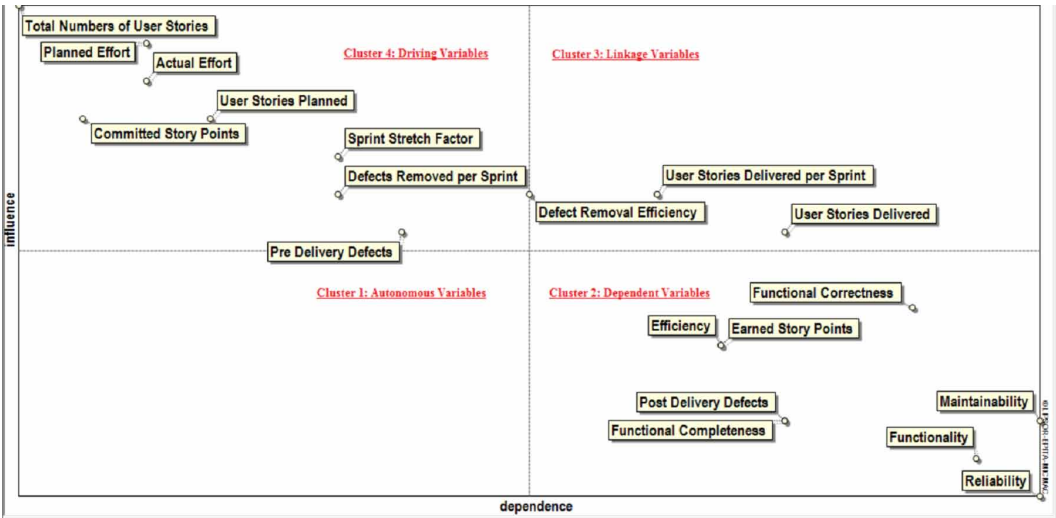 Total Numbers of User Stories
Planned Effort
Cluster 4: Driving Variables
Cluster 3: Linkage Variables
Actual Effort
User Stories Planned
Committed Story Points
Sprint Stretch Factor
Defects Removed per Sprint
User Stories Delivered per Sprint
Defect Removal Efficiency
User Stories Delivered
influence
Pre Delivery Defects
Cluster 1: Autonomous Variables
Cluster 2: Dependent Variables
Functional Correctness
Efficiency
Earned Story Points
Post Delivery Defects
Maintainability
Functional Completeness
Functionality
Reliability
dependence